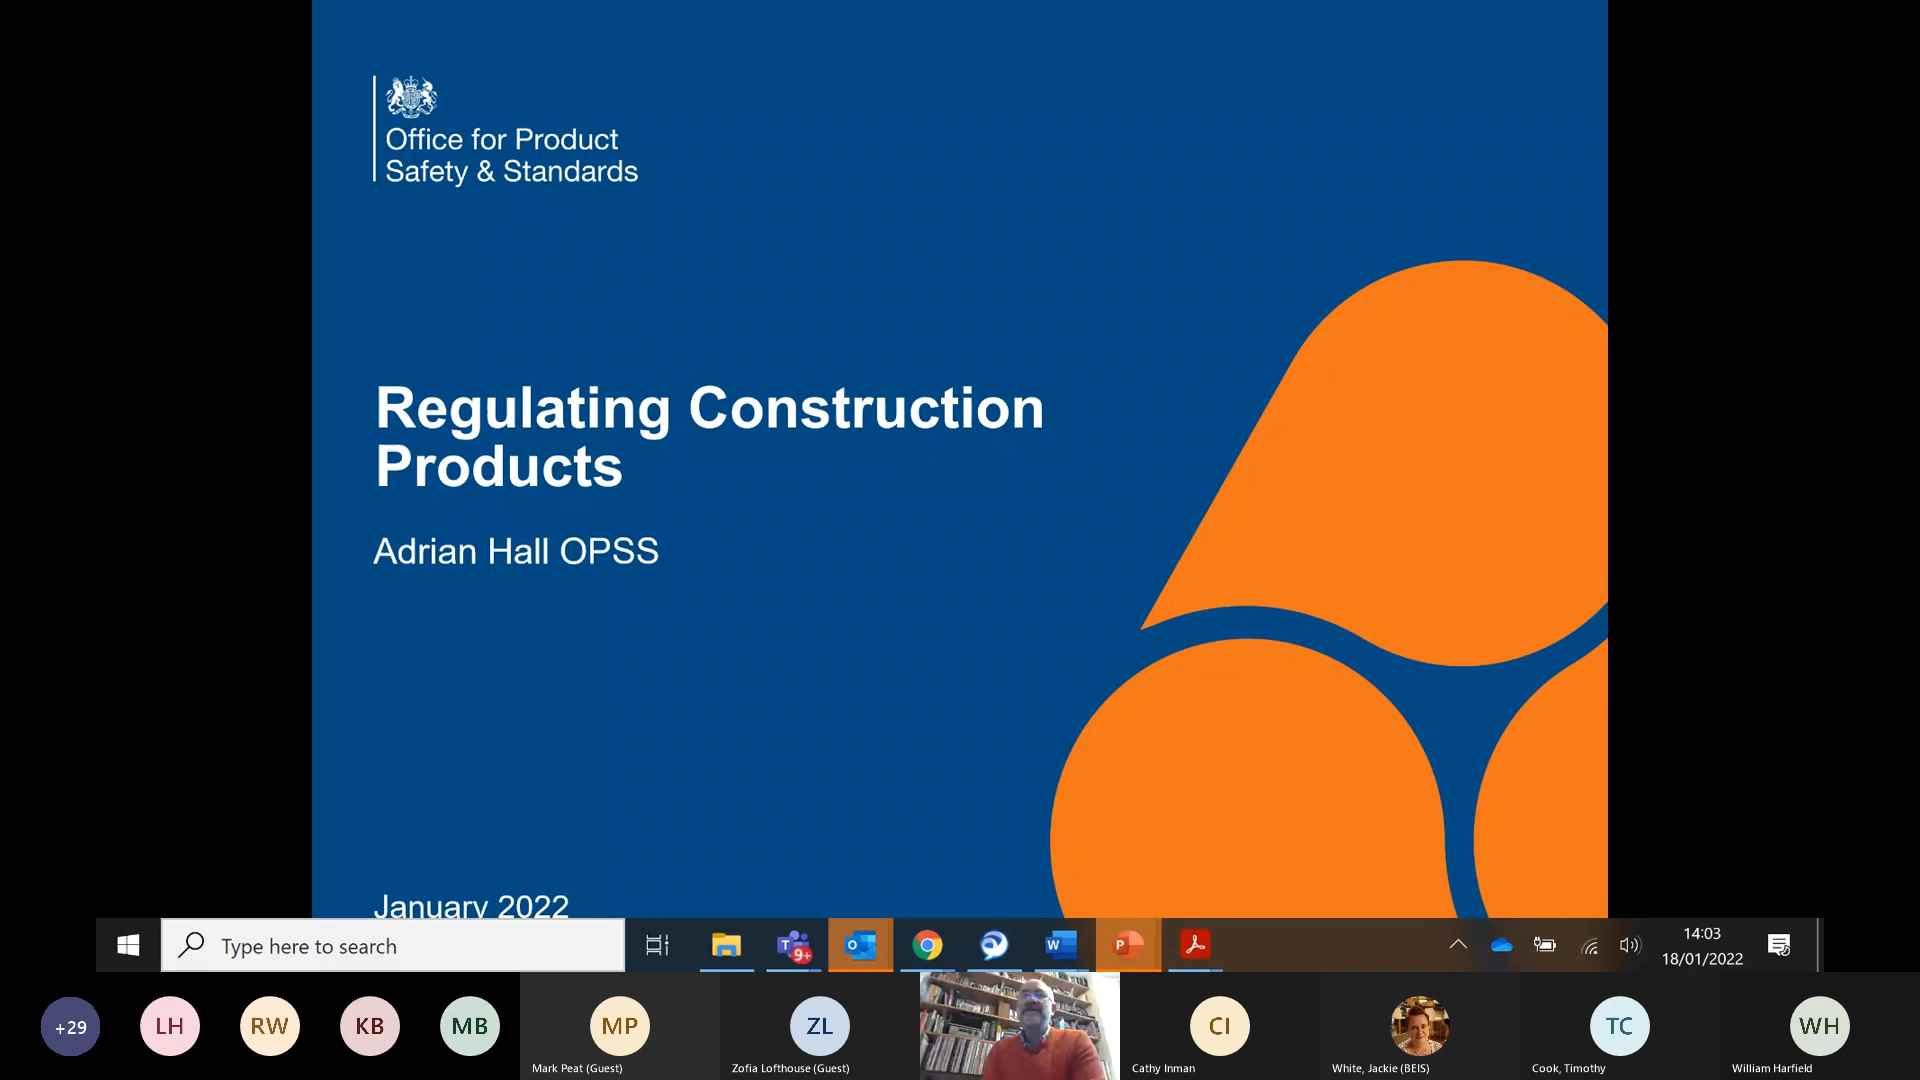 Office for Product
Safety & Standards
Regulating Construction
Products
Adrian Hall OPSS
January 2022
Type here to search
9+
14:03
18/01/2022
+29
LH
RW
KB
MB
MP
ZL
CI
TC
WH
Mark Peat (Guest)
Zofia Lofthouse (Guest)
Cathy Inman
White, Jackie (BEIS)
Cook, Timothy
William Harfield